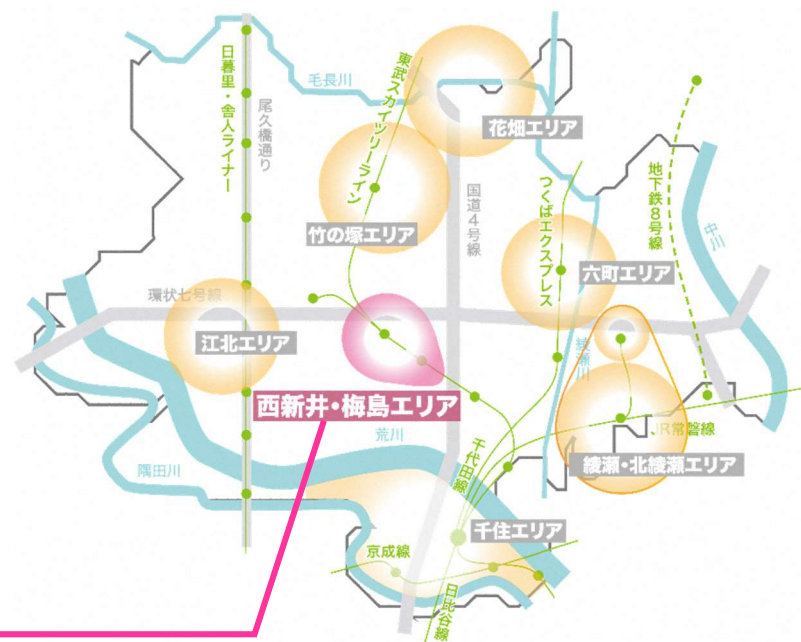 日暮里・舎人ライナー
尾久橋通り
毛長川
東武スカイツリーライン
花畑エリア
竹の塚エリア
国道4号線
つくばエクスプレス
地下鉄8号線
中川
六町エリア
環状七号線
江北エリア
綾瀬川
西新井・梅島エリア
荒川
JR常磐線
隅田川
千代田線
綾瀬・北綾瀬エリア
千住エリア
京成線
日比谷線